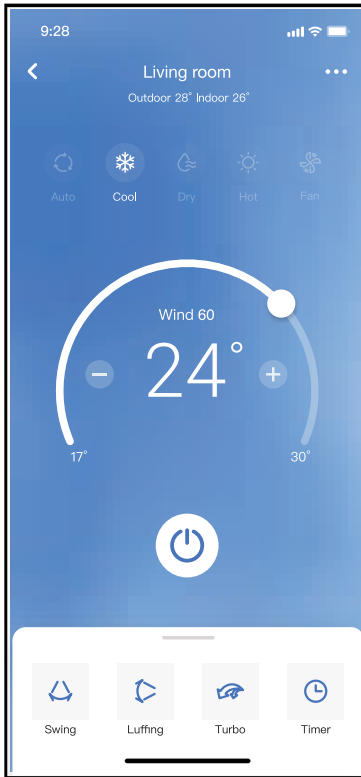 9:28
Living room
Outdoor 28° Indoor 26°
Auto Cool Dry Hot Fan
Wind 60
24°
17° 30°
Swing Luffing Turbo Timer